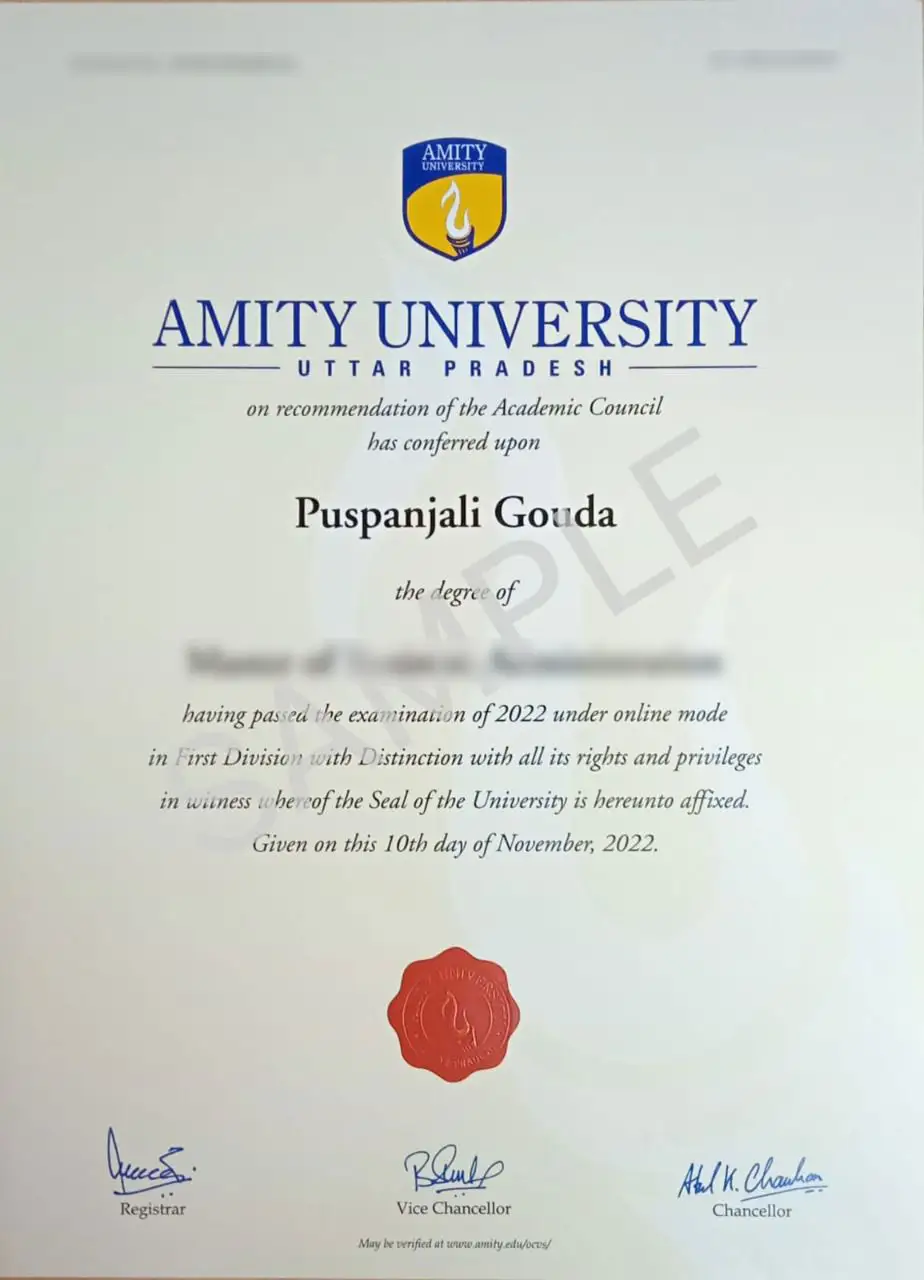 AMITY
UNIVERSITY
AMITY UNIVERSITY
UTTAR PRADESH
on recommendation of the Academic Council
has conferred upon
Puspanjali Gouda
the degree of
having passed the examination of 2022 under online mode
in First Division with Distinction with all its rights and privileges
in witness whereof the Seal of the University is hereunto affixed.
Given on this 10th day of November, 2022.
SAMPLE
Registrar
Vice Chancellor
Atul K. Chauhan
Chancellor
May be verified at www.amity.edu/ocvs/